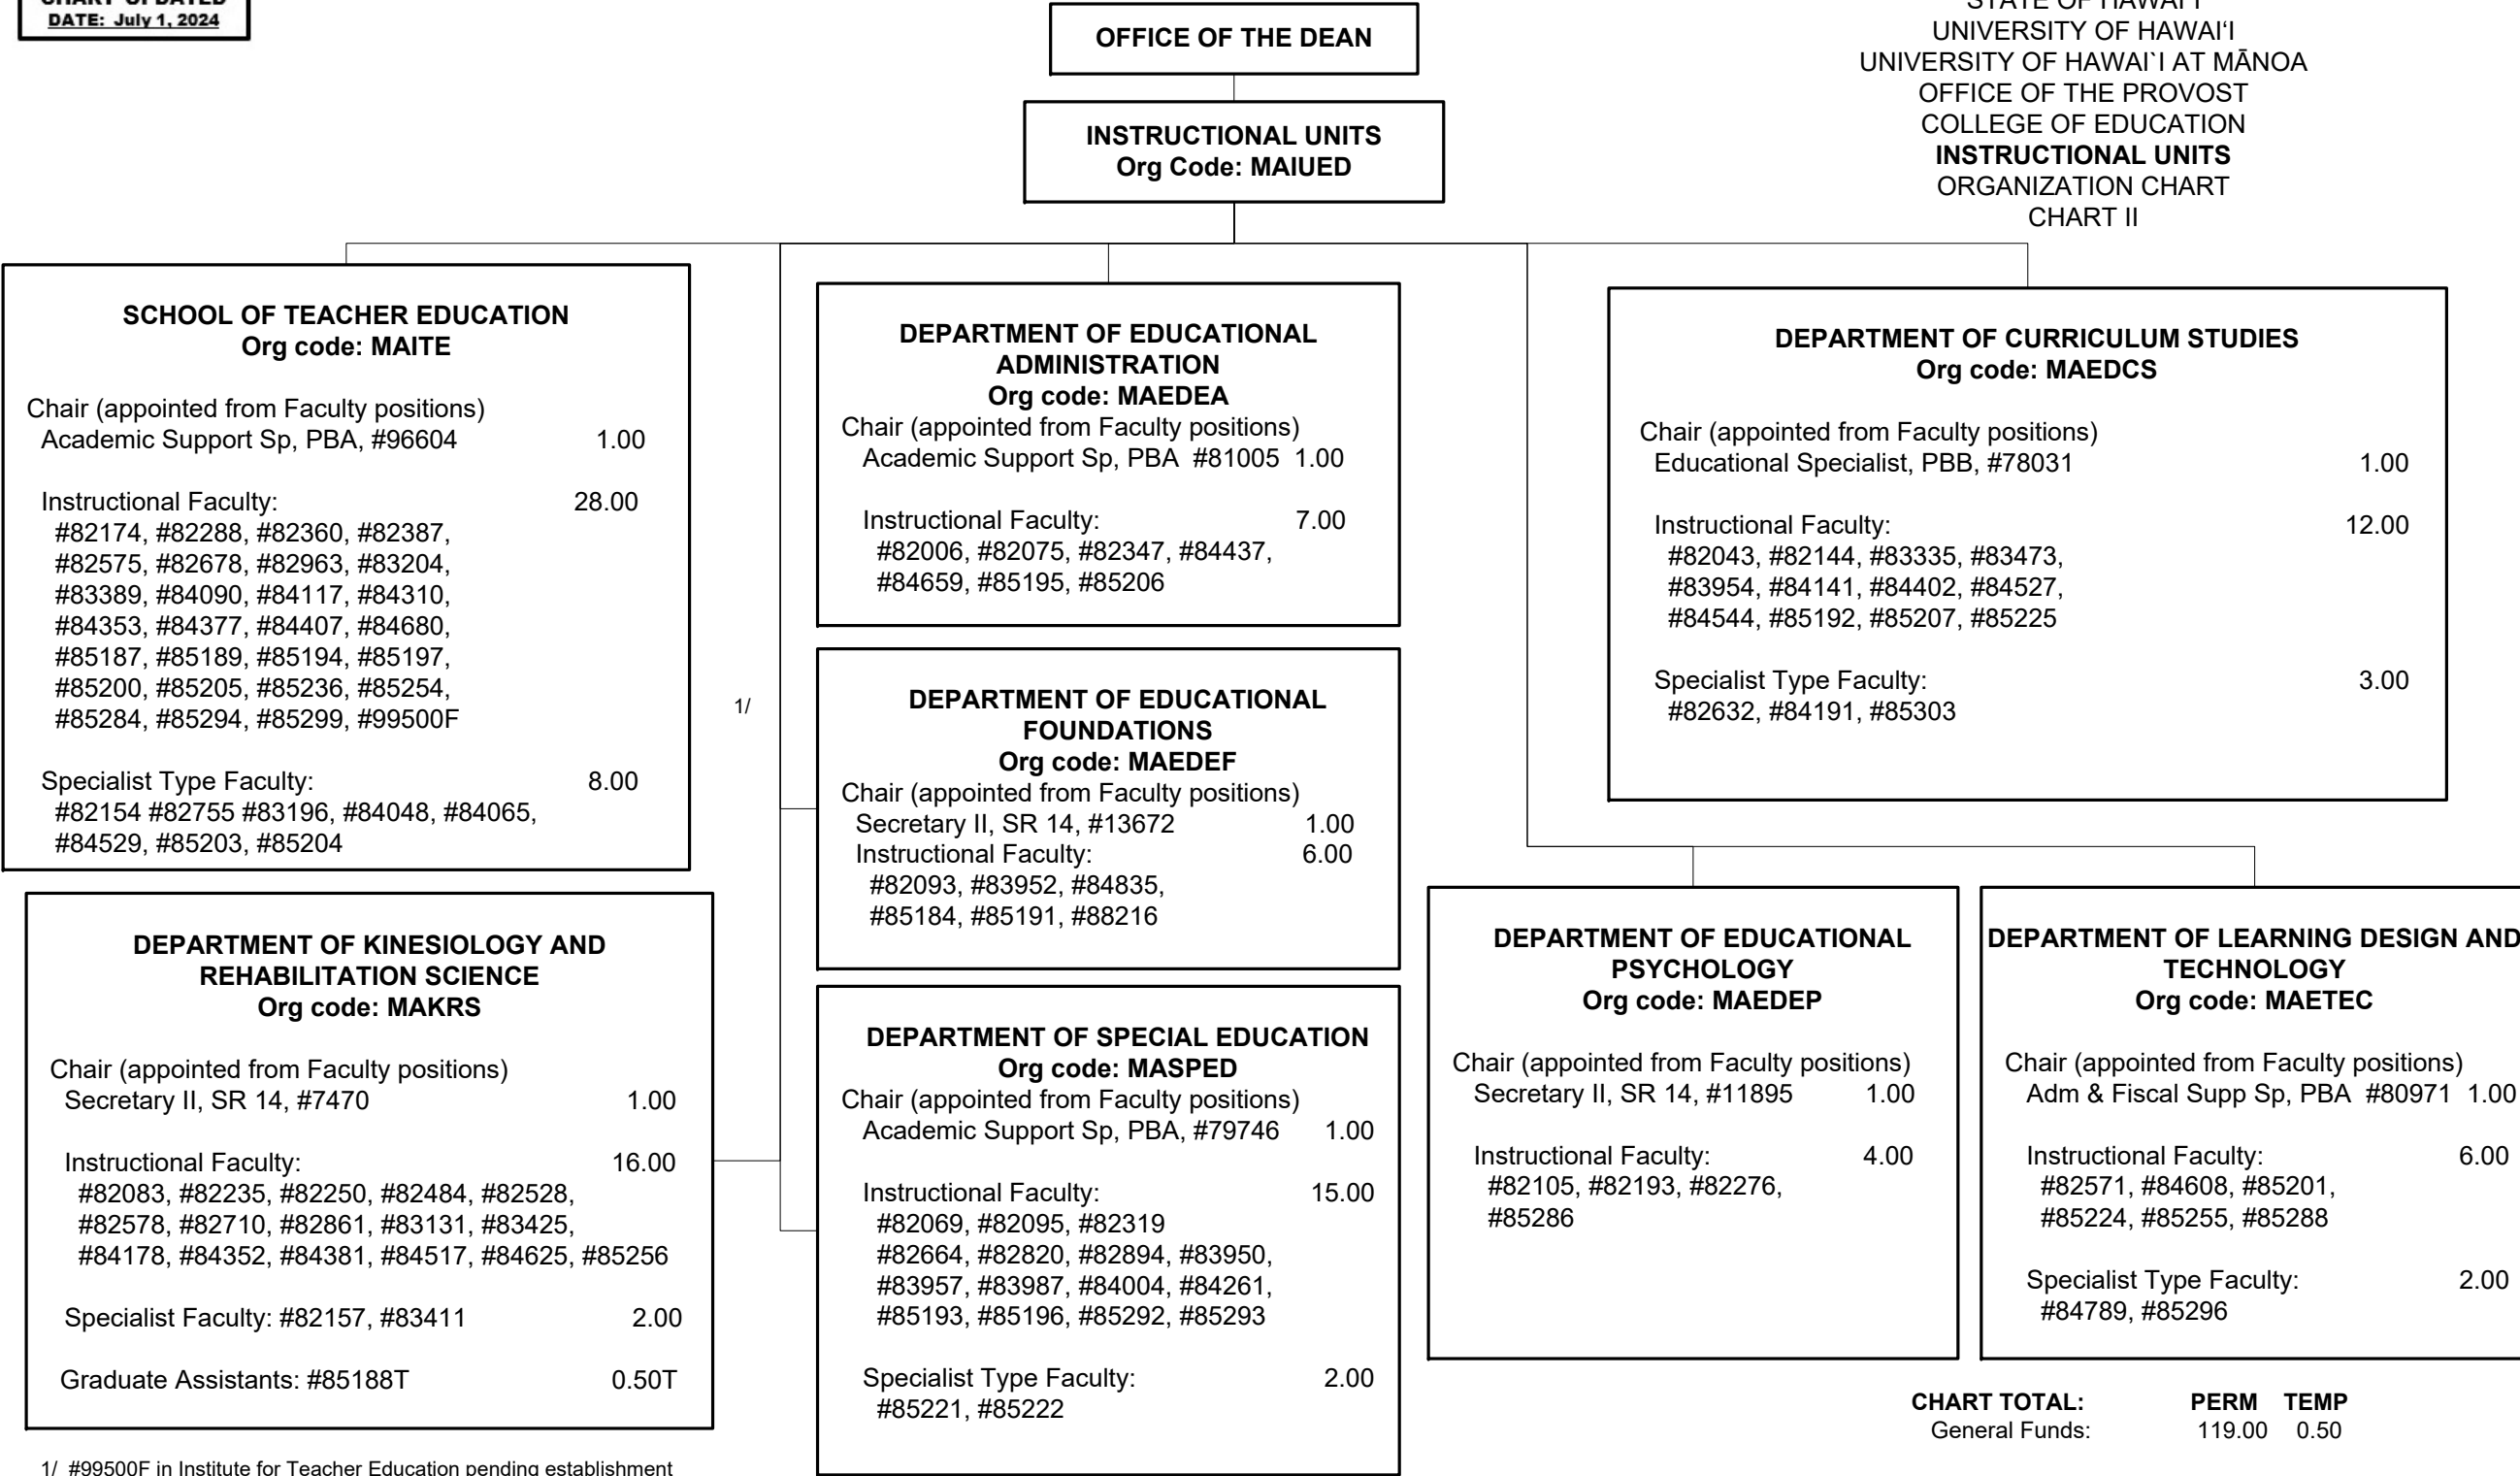 CHART UPDATED
DATE: July 1, 2024
OFFICE OF THE DEAN
INSTRUCTIONAL UNITS
Org Code: MAIUED
STATE OF HAWAI‘I
UNIVERSITY OF HAWAI‘I
UNIVERSITY OF HAWAI`I AT MĀNOA
OFFICE OF THE PROVOST
COLLEGE OF EDUCATION
INSTRUCTIONAL UNITS
ORGANIZATION CHART
CHART II
SCHOOL OF TEACHER EDUCATION
Org code: MAITE
Chair (appointed from Faculty positions)
Academic Support Sp, PBA, #96604 1.00
Instructional Faculty: 28.00
#82174, #82288, #82360, #82387,
#82575, #82678, #82963, #83204,
#83389, #84090, #84117, #84310,
#84353, #84377, #84407, #84680,
#85187, #85189, #85194, #85197,
#85200, #85205, #85236, #85254,
#85284, #85294, #85299, #99500F
1/
Specialist Type Faculty: 8.00
#82154 #82755 #83196, #84048, #84065,
#84529, #85203, #85204
DEPARTMENT OF EDUCATIONAL
ADMINISTRATION
Org code: MAEDEA
Chair (appointed from Faculty positions)
Academic Support Sp, PBA #81005 1.00
Instructional Faculty: 7.00
#82006, #82075, #82347, #84437,
#84659, #85195, #85206
DEPARTMENT OF CURRICULUM STUDIES
Org code: MAEDCS
Chair (appointed from Faculty positions)
Educational Specialist, PBB, #78031 1.00
Instructional Faculty: 12.00
#82043, #82144, #83335, #83473,
#83954, #84141, #84402, #84527,
#84544, #85192, #85207, #85225
Specialist Type Faculty: 3.00
#82632, #84191, #85303
DEPARTMENT OF EDUCATIONAL
FOUNDATIONS
Org code: MAEDEF
Chair (appointed from Faculty positions)
Secretary II, SR 14, #13672 1.00
Instructional Faculty: 6.00
#82093, #83952, #84835,
#85184, #85191, #88216
DEPARTMENT OF KINESIOLOGY AND
REHABILITATION SCIENCE
Org code: MAKRS
Chair (appointed from Faculty positions)
Secretary II, SR 14, #7470 1.00
Instructional Faculty: 16.00
#82083, #82235, #82250, #82484, #82528,
#82578, #82710, #82861, #83131, #83425,
#84178, #84352, #84381, #84517, #84625, #85256
Specialist Faculty: #82157, #83411 2.00
Graduate Assistants: #85188T 0.50T
DEPARTMENT OF SPECIAL EDUCATION
Org code: MASPED
Chair (appointed from Faculty positions)
Academic Support Sp, PBA, #79746 1.00
Instructional Faculty: 15.00
#82069, #82095, #82319
#82664, #82820, #82894, #83950,
#83957, #83987, #84004, #84261,
#85193, #85196, #85292, #85293
Specialist Type Faculty: 2.00
#85221, #85222
DEPARTMENT OF EDUCATIONAL
PSYCHOLOGY
Org code: MAEDEP
Chair (appointed from Faculty positions)
Secretary II, SR 14, #11895 1.00
Instructional Faculty: 4.00
#82105, #82193, #82276,
#85286
DEPARTMENT OF LEARNING DESIGN AND
TECHNOLOGY
Org code: MAETEC
Chair (appointed from Faculty positions)
Adm & Fiscal Supp Sp, PBA #80971 1.00
Instructional Faculty: 6.00
#82571, #84608, #85201,
#85224, #85255, #85288
Specialist Type Faculty: 2.00
#84789, #85296
CHART TOTAL: PERM TEMP
General Funds: 119.00 0.50
1/ #99500F in Institute for Teacher Education pending establishment